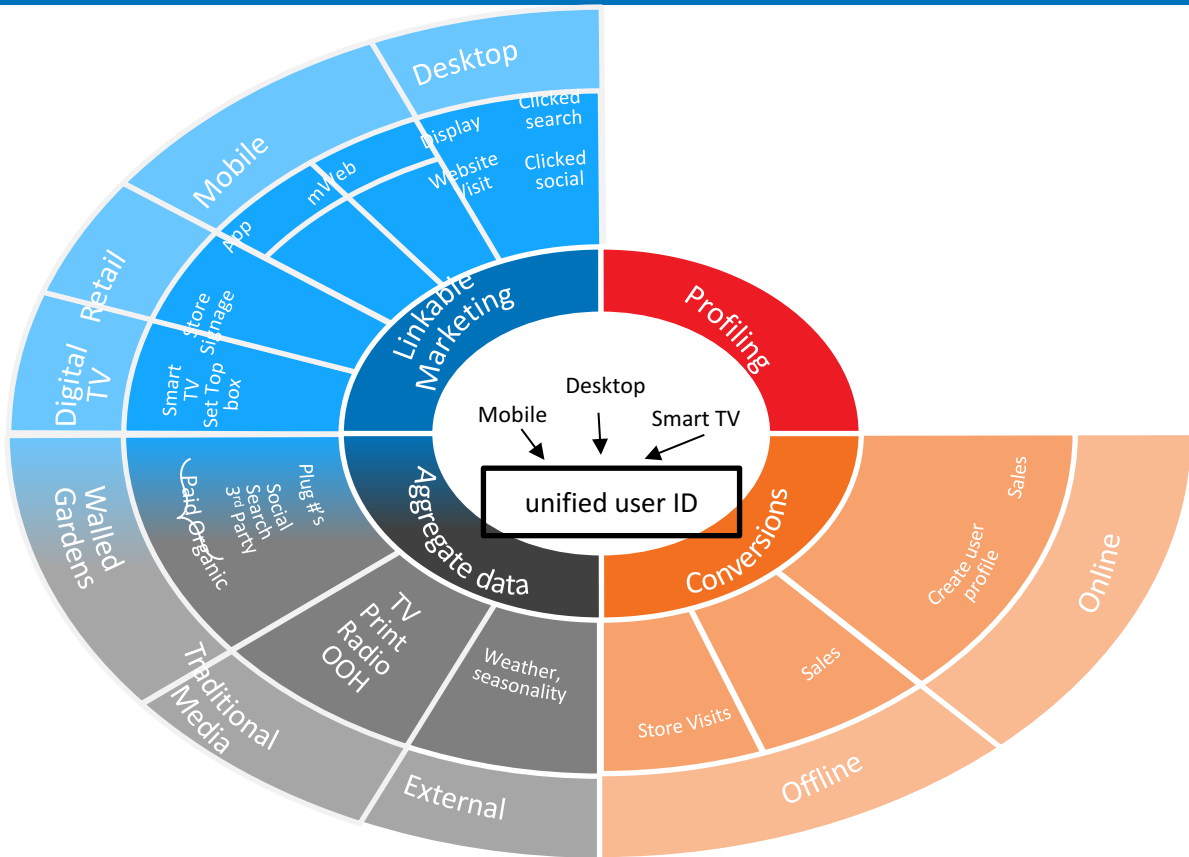 Desktop
Clicked
search
Display
Clicked
social
Website
Visit
Mobile
mWeb
App
Retail
Store
Signage
Digital
TV
Smart
TV
Set Top
box
Linkable
Marketing
Profiling
Desktop
Mobile
Smart TV
unified user ID
Aggregate data
Conversions
Walled
Gardens
Paid Organic
Plug #'s
Social
Search
3rd Party
Traditional
Media
TV
Print
Radio
OOH
External
Weather,
seasonality
Offline
Store Visits
Sales
Online
Sales
Create user
profile